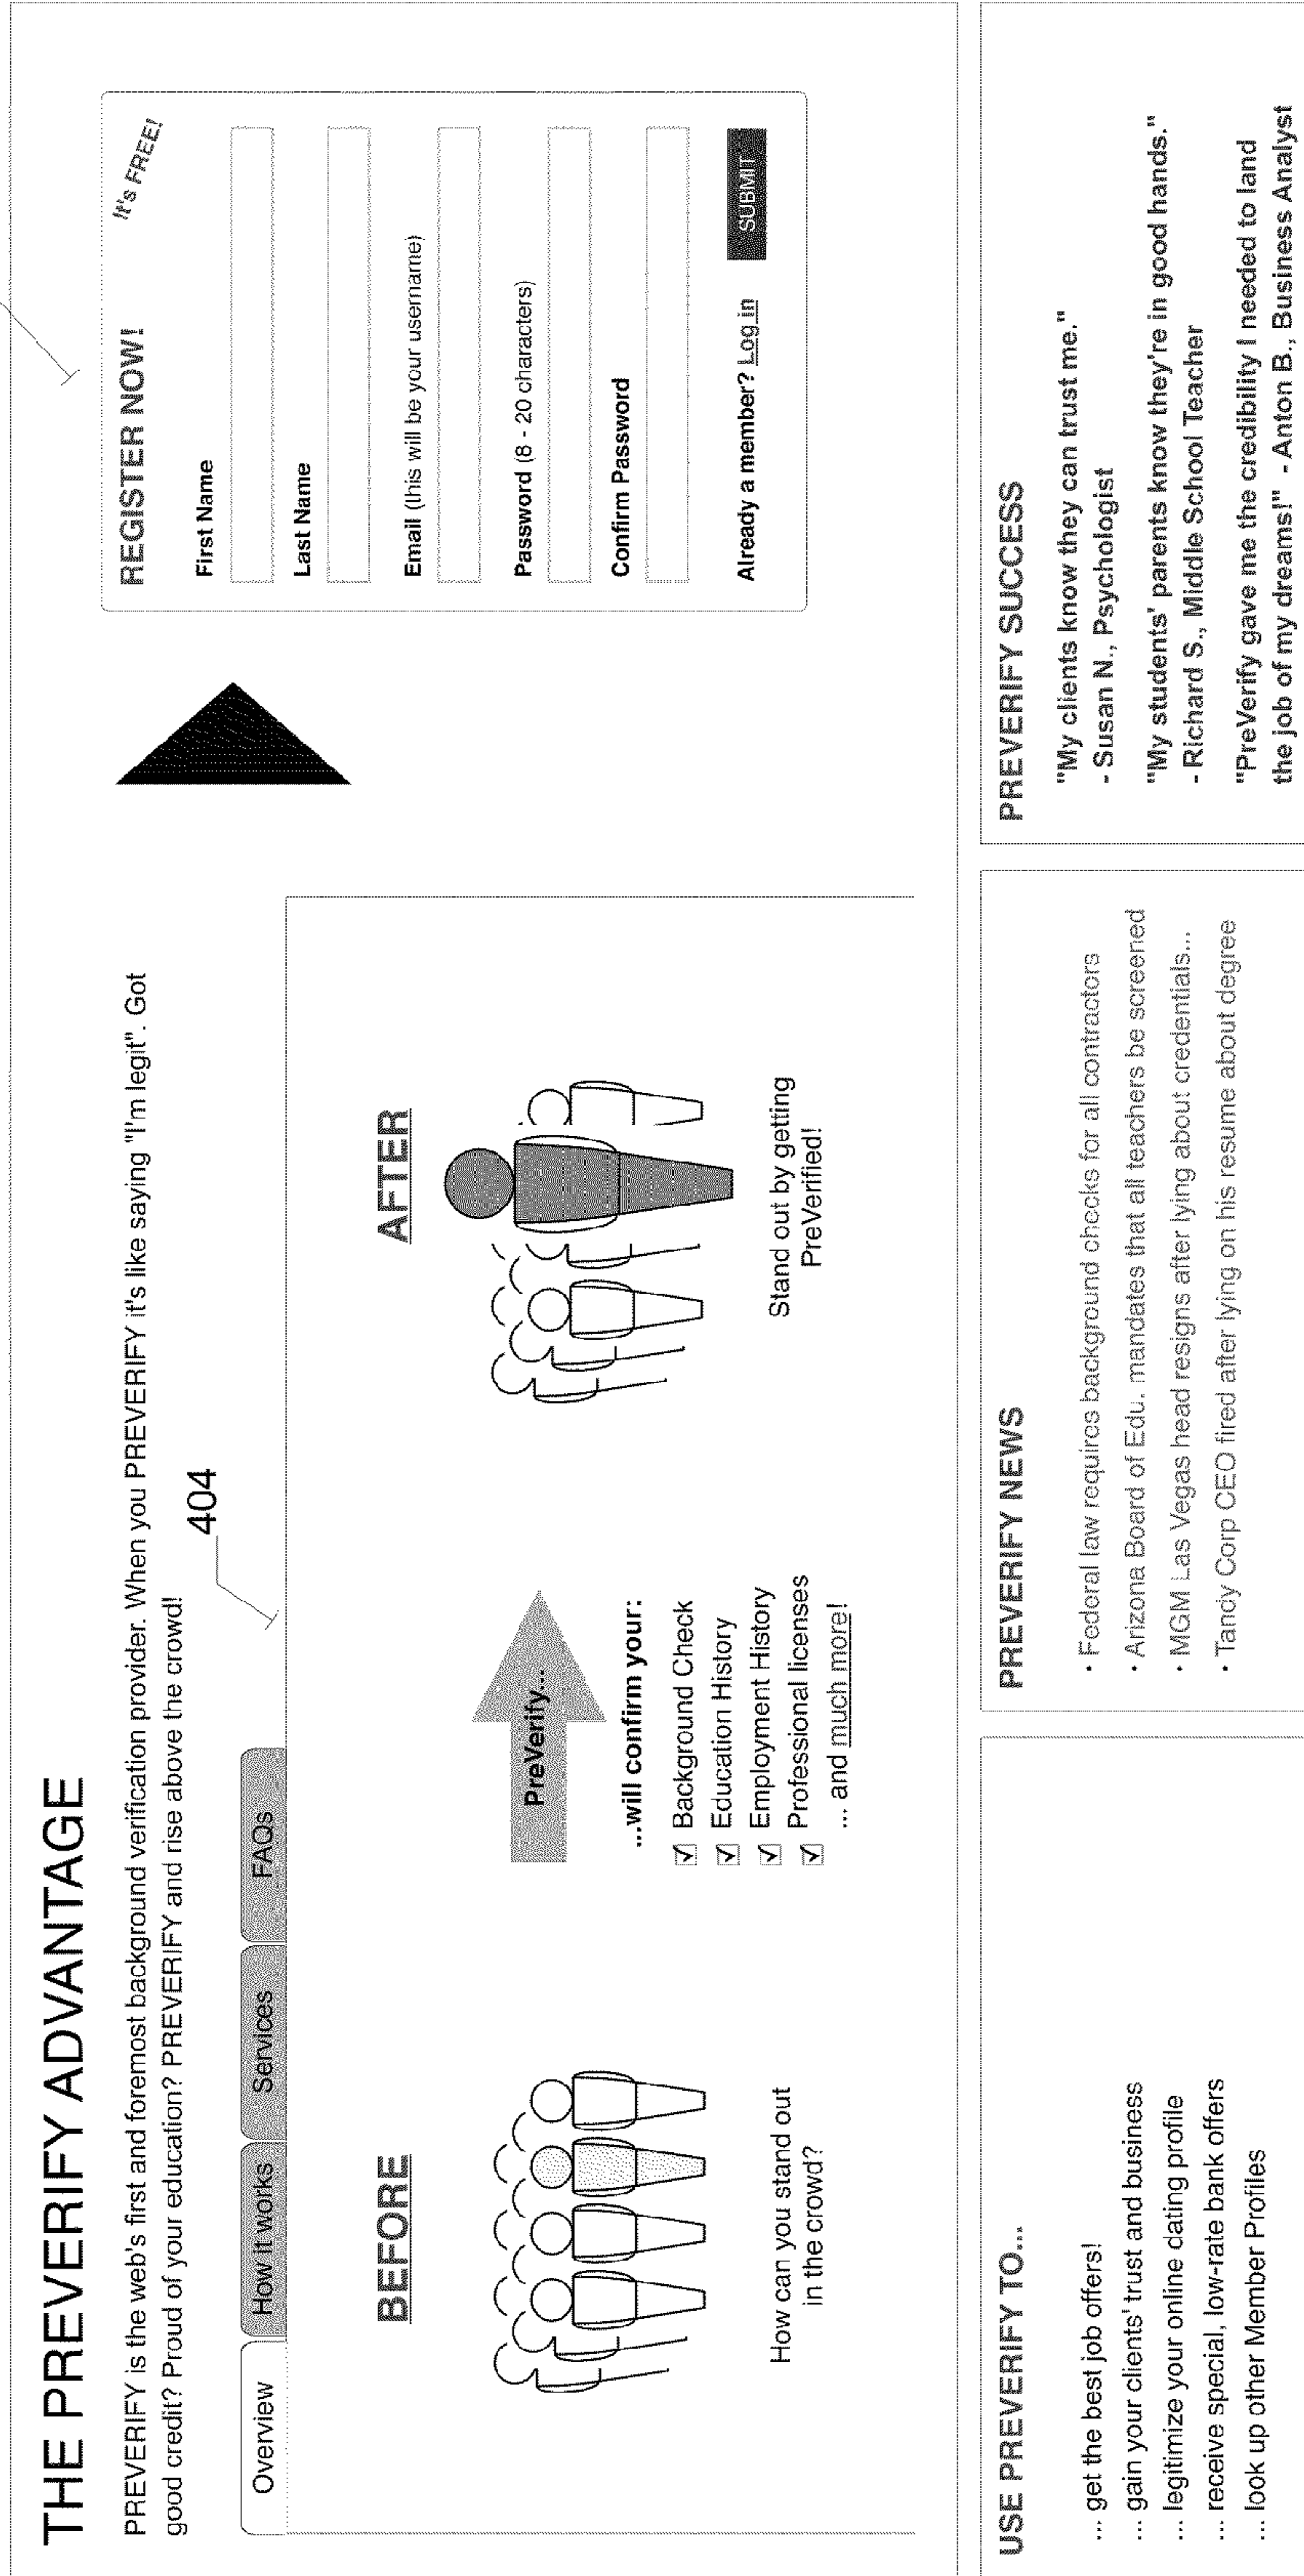 THE PREVERIFY ADVANTAGE
PREVERIFY is the web's first and foremost background verification provider. When you PREVERIFY it's like saying "I'm legit". Got
good credit? Proud of your education? PREVERIFY and rise above the crowd!
404
Overview
How it works
Services
FAQs
BEFORE
How can you stand out
in the crowd?
PreVerify...
...will confirm your:
Background Check
Education History
Employment History
Professional licenses
... and much more!
AFTER
Stand out by getting
PreVerified!
REGISTER NOW!
It's FREE!
First Name
Last Name
Email (this will be your username)
Password (8 - 20 characters)
Confirm Password
Already a member? Log in
SUBMIT
USE PREVERIFY TO...
... get the best job offers!
... gain your clients' trust and business
... legitimize your online dating profile
... receive special, low-rate bank offers
... look up other Member Profiles
PREVERIFY NEWS
• Federal law requires background checks for all contractors
• Arizona Board of Edu. mandates that all teachers be screened
• MGM Las Vegas head resigns after lying about credentials...
• Tandy Corp CEO fired after lying on his resume about degree
PREVERIFY SUCCESS
"My clients know they can trust me."
- Susan N., Psychologist
"My students' parents know they're in good hands."
- Richard S., Middle School Teacher
"PreVerify gave me the credibility I needed to land
the job of my dreams!" - Anton B., Business Analyst